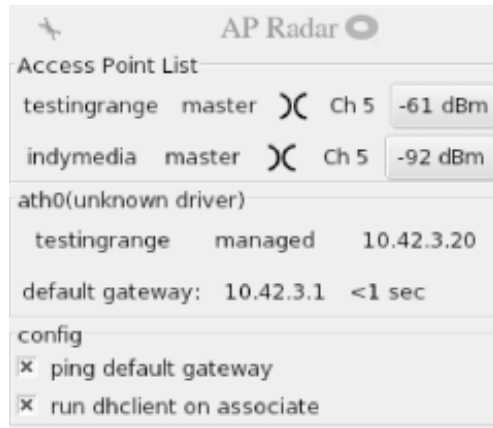 AP Radar
Access Point List
testingrange master Ch 5 -61 dBm
indymedia master Ch 5 -92 dBm
ath0(unknown driver)
testingrange managed 10.42.3.20
default gateway: 10.42.3.1 <1 sec
config
ping default gateway
run dhclient on associate